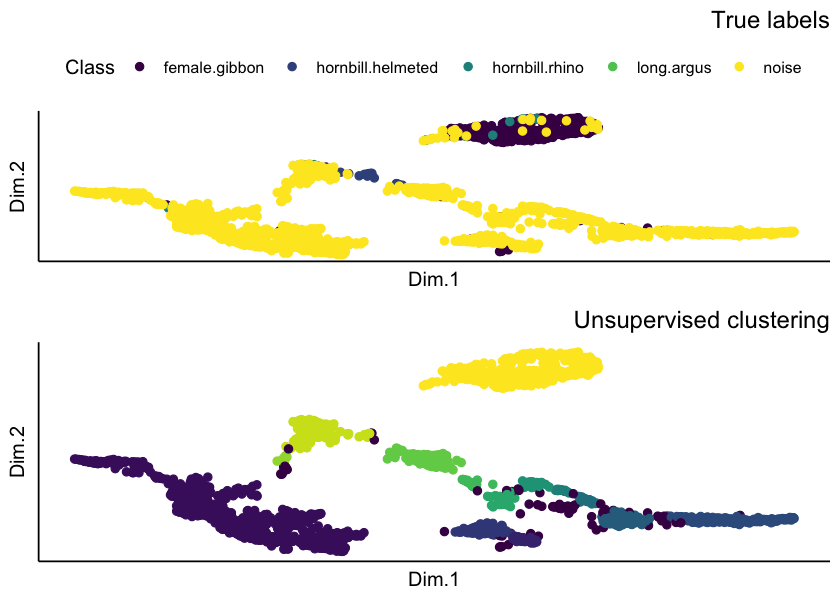 True labels
Class female.gibbon hornbill.helmeted hornbill.rhino long.argus noise
Dim.2
Dim.1
Unsupervised clustering
Dim.2
Dim.1